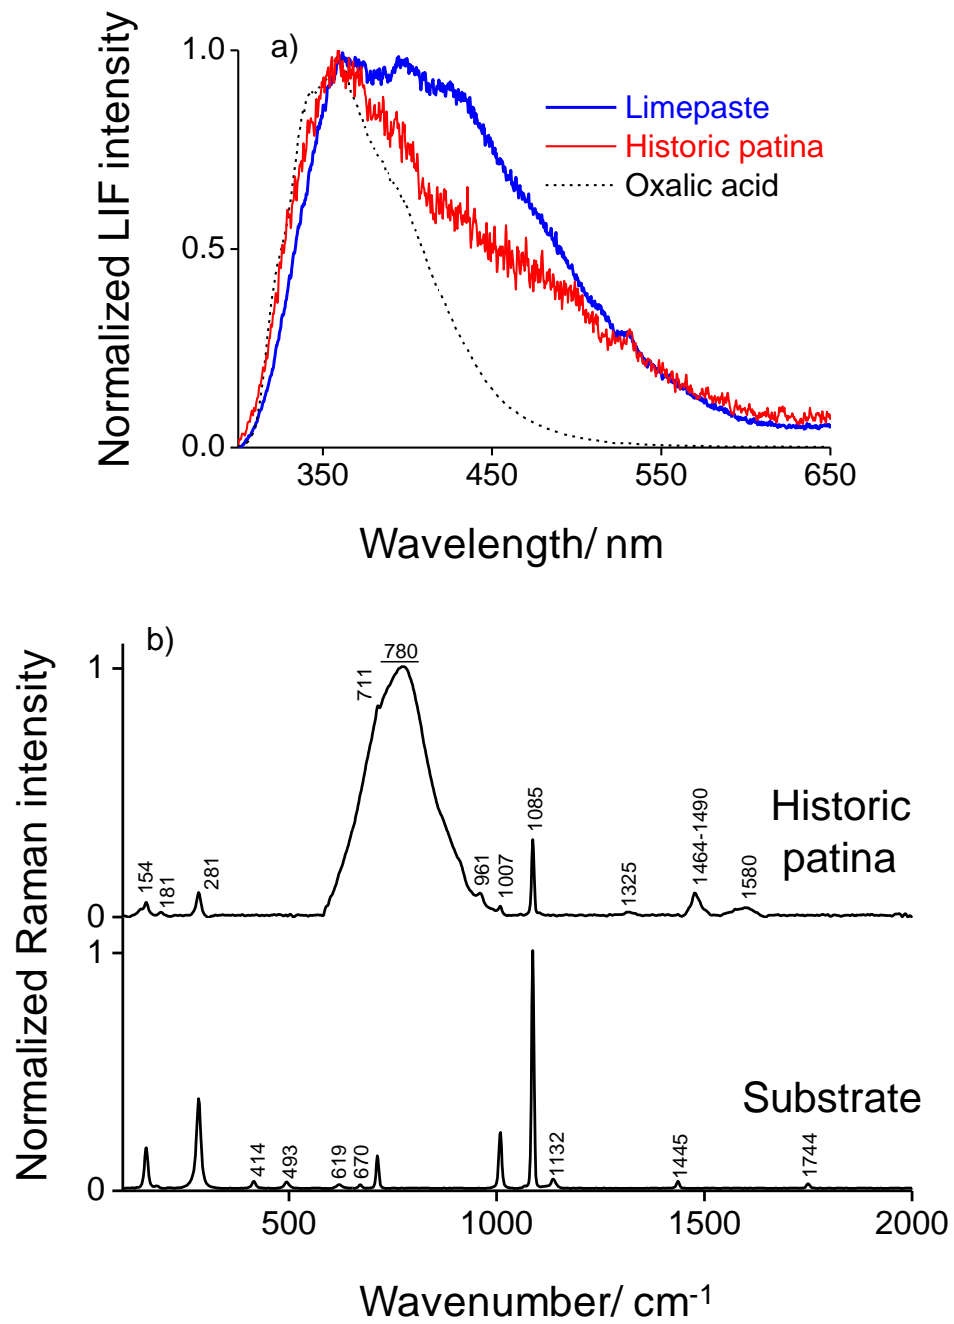 a)
Normalized LIF intensity
1.0
0.5
0.0
Limepaste
Historic patina
Oxalic acid
350 450 550 650
Wavelength/ nm
b)
Normalized Raman intensity
1
0
154 181 281 711 780 961 1007 1085 1325 1464-1490 1580
Historic
patina
1
0
414 493 619 670 1132 1445 1744
Substrate
500 1000 1500 2000
Wavenumber/ cm-1